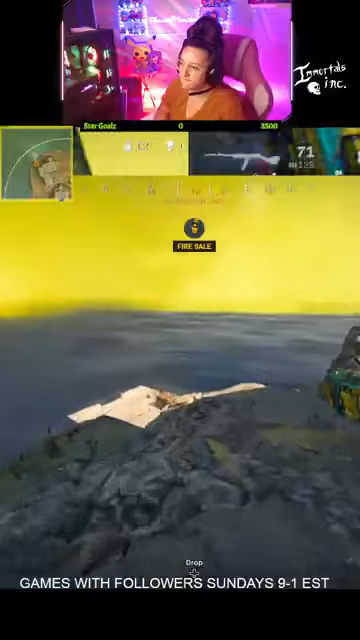 Immortals
inc.
Star Goalz 0 3500
71
FIRE SALE
Drop
GAMES WITH FOLLOWERS SUNDAYS 9-1 EST